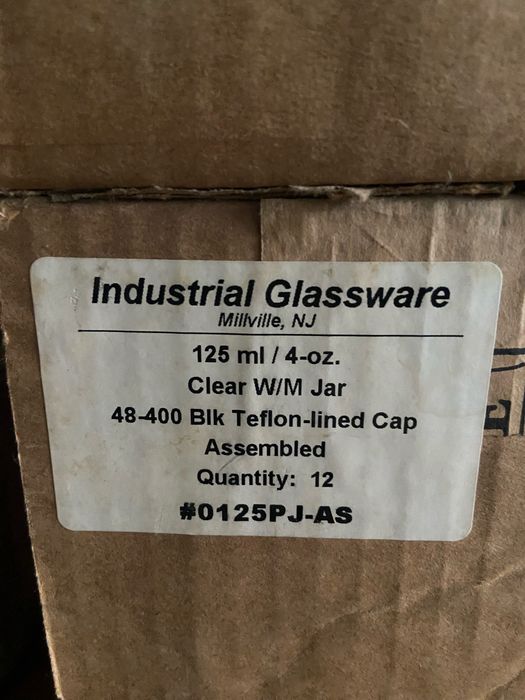 Industrial Glassware
Millville, NJ
125 ml / 4-oz.
Clear W/M Jar
48-400 Blk Teflon-lined Cap
Assembled
Quantity: 12
#0125PJ-AS